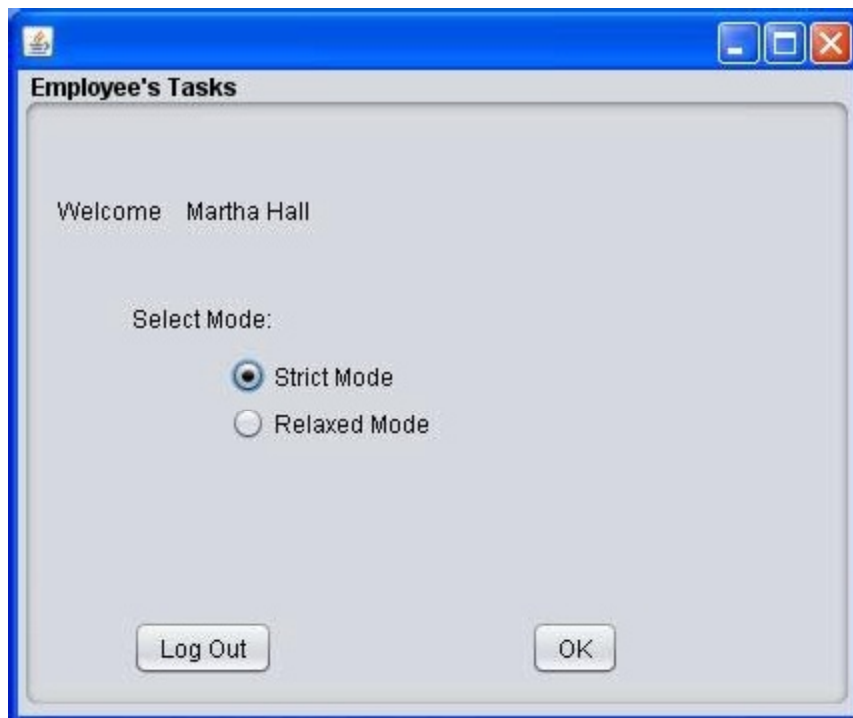 Employee's Tasks
Welcome Martha Hall
Select Mode:
Strict Mode
Relaxed Mode
Log Out OK